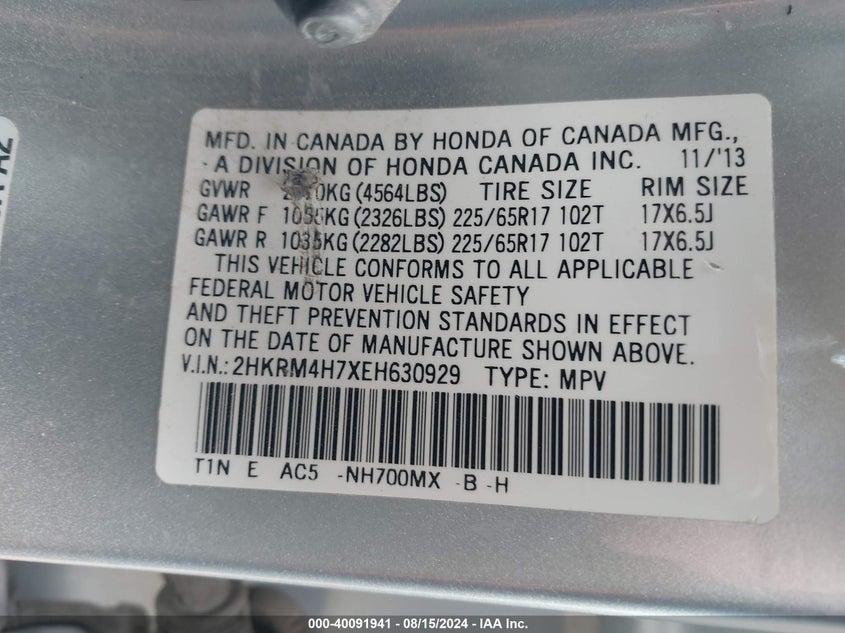 MFD. IN CANADA BY HONDA OF CANADA MFG.,
A DIVISION OF HONDA CANADA INC. 11/'13
GVWR (4564LBS) TIRE SIZE RIM SIZE
GAWR F 1055KG (2326LBS) 225/65R17 102T 17X6.5J
GAWR R 1035KG (2282LBS) 225/65R17 102T 17X6.5J
THIS VEHICLE CONFORMS TO ALL APPLICABLE
FEDERAL MOTOR VEHICLE SAFETY
AND THEFT PREVENTION STANDARDS IN EFFECT
ON THE DATE OF MANUFACTURE SHOWN ABOVE.
V.I.N.: 2HKRM4H7XEH630929 TYPE: MPV
T1N E AC5 -NH700MX -B -H
000-40091941 - 08/15/2024 - IAA Inc.